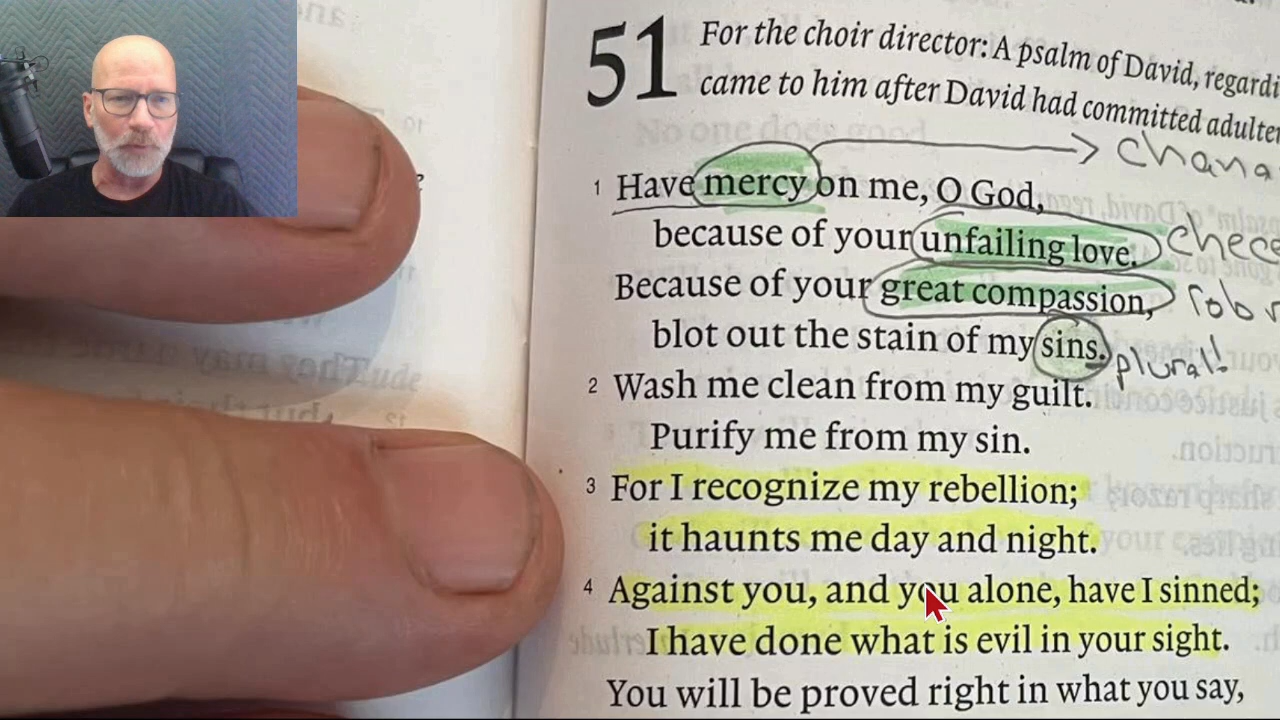 51 For the choir director: A psalm of David, regardi
came to him after David had committed adulter
1 Have mercy on me, O God,
because of your unfailing love.
Because of your great compassion,
blot out the stain of my sins.
plural!
2 Wash me clean from my guilt.
Purify me from my sin.
3 For I recognize my rebellion;
it haunts me day and night.
4 Against you, and you alone, have I sinned;
I have done what is evil in your sight.
You will be proved right in what you say,